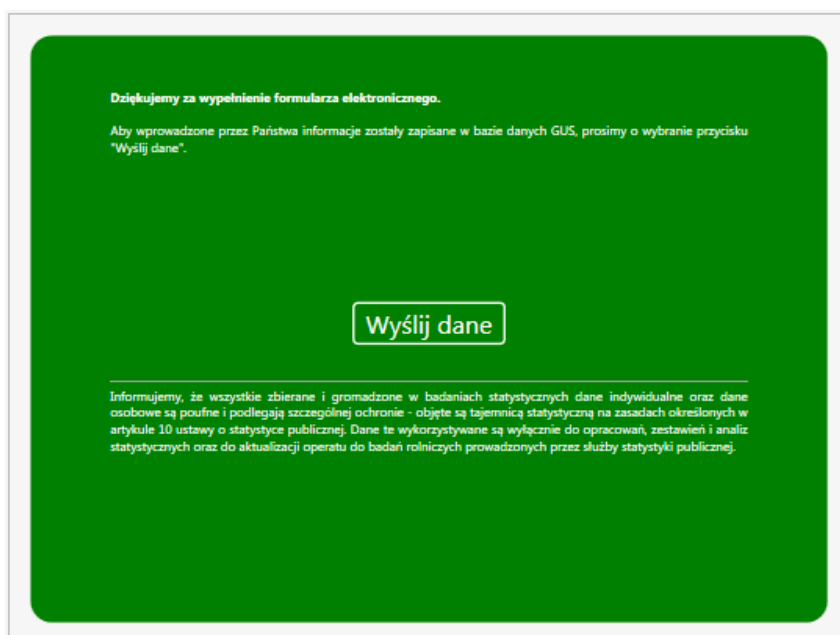 Dziękujemy za wypełnienie formularza elektronicznego.
Aby wprowadzone przez Państwa informacje zostały zapisane w bazie danych GUS, prosimy o wybranie przycisku
"Wyślij dane".
Wyślij dane
Informujemy, że wszystkie zbierane i gromadzone w badaniach statystycznych dane indywidualne oraz dane
osobowe są poufne i podlegają szczególnej ochronie - objęte są tajemnicą statystyczną na zasadach określonych w
artykule 10 ustawy o statystyce publicznej. Dane te wykorzystywane są wyłącznie do opracowań, zestawień i analiz
statystycznych oraz do aktualizacji operatu do badań rolniczych prowadzonych przez służby statystyki publicznej.